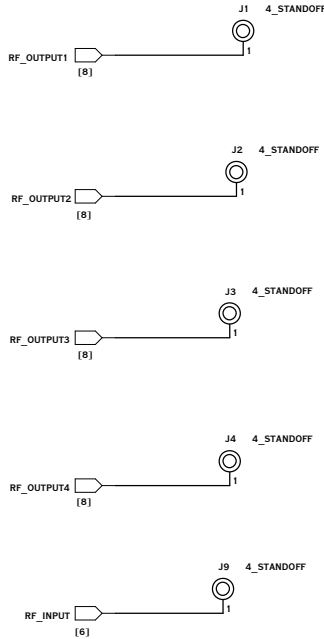 J1 4_STANDOFF
1
RF_OUTPUT1
[8]
J2 4_STANDOFF
1
RF_OUTPUT2
[8]
J3 4_STANDOFF
1
RF_OUTPUT3
[8]
J4 4_STANDOFF
1
RF_OUTPUT4
[8]
J9 4_STANDOFF
1
RF_INPUT
[6]